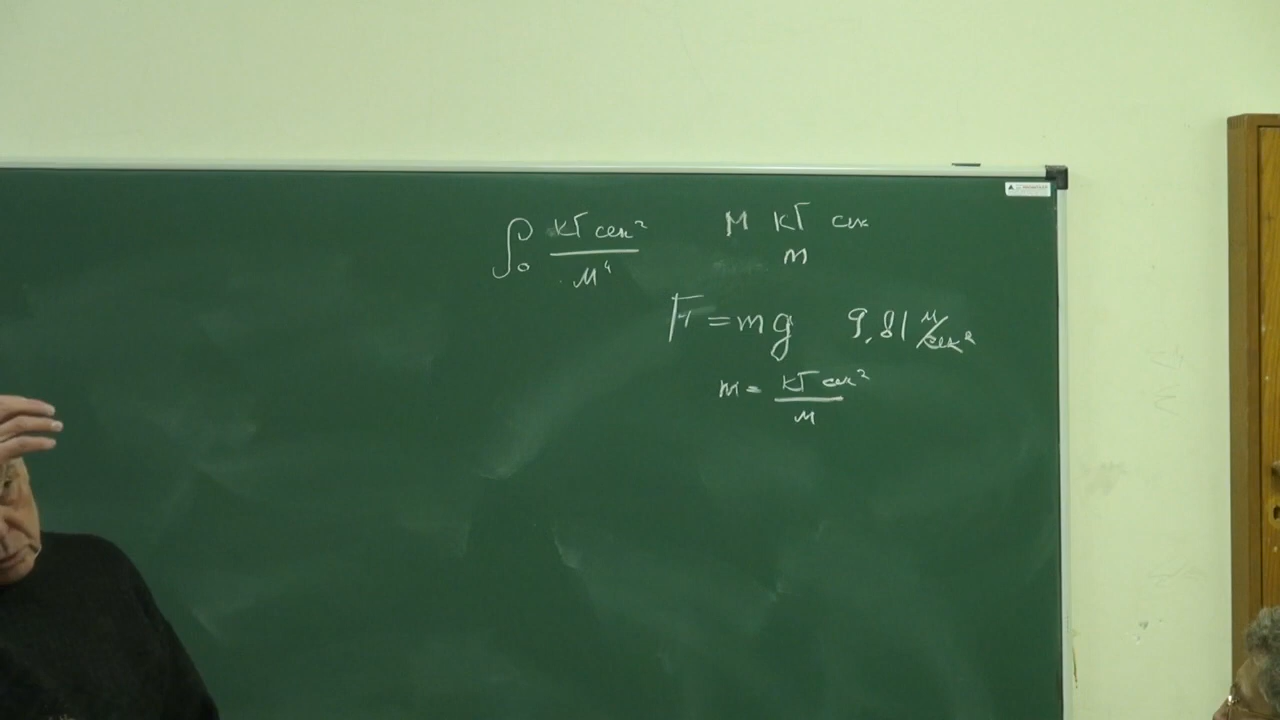 ρ₀ кГ сек² / м⁴
М кГ сек
m
F = mg 9,81 м/сек²
m = кГ сек² / м